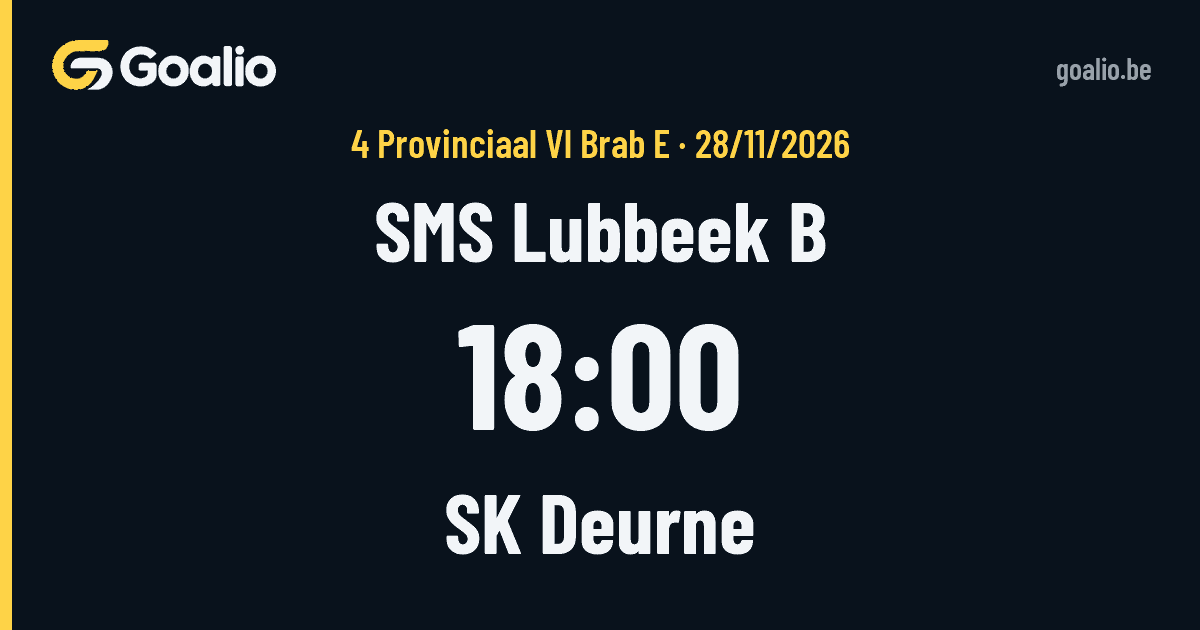 Goalio
goalio.be
4 Provinciaal Vl Brab E · 28/11/2026
SMS Lubbeek B
18:00
SK Deurne